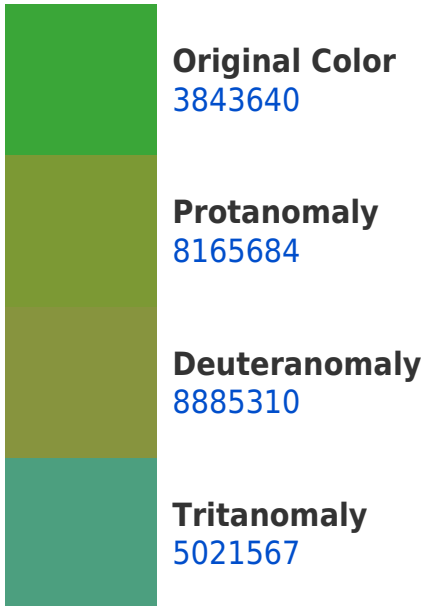 Original Color
3843640
Protanomaly
8165684
Deuteranomaly
8885310
Tritanomaly
5021567